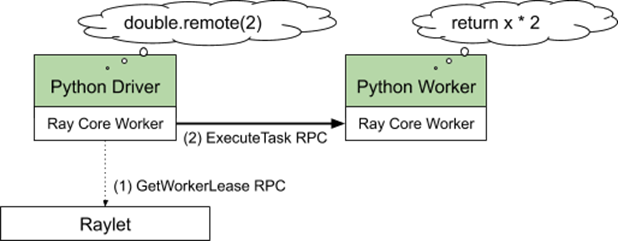 double.remote(2)
return x * 2
Python Driver
Python Worker
Ray Core Worker
Ray Core Worker
(2) ExecuteTask RPC
(1) GetWorkerLease RPC
Raylet